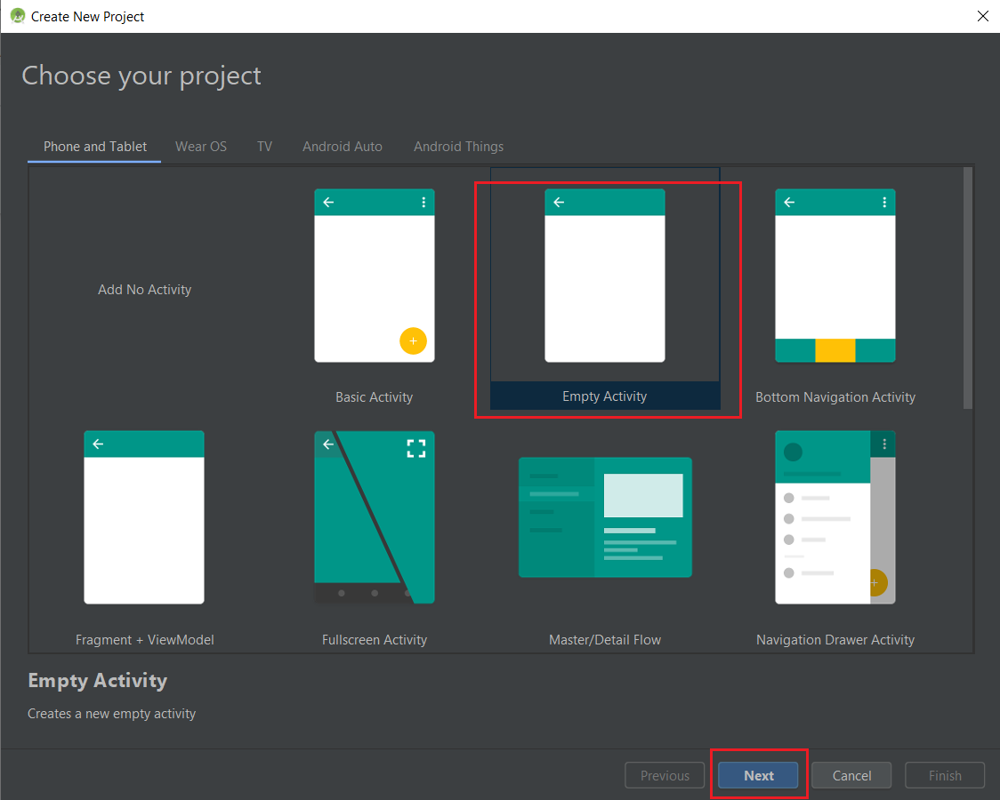 Create New Project
Choose your project
Phone and Tablet
Wear OS
TV
Android Auto
Android Things
Add No Activity
Basic Activity
Empty Activity
Bottom Navigation Activity
Fragment + ViewModel
Fullscreen Activity
Master/Detail Flow
Navigation Drawer Activity
Empty Activity
Creates a new empty activity
Previous
Next
Cancel
Finish